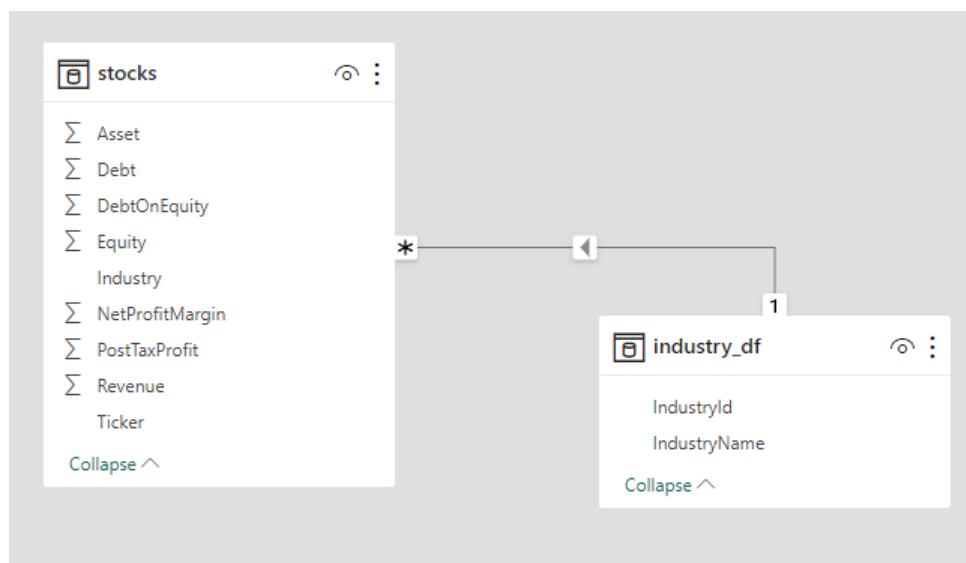 stocks
∑ Asset
∑ Debt
∑ DebtOnEquity
∑ Equity
Industry
∑ NetProfitMargin
∑ PostTaxProfit
∑ Revenue
Ticker
Collapse
*
1
industry_df
IndustryId
IndustryName
Collapse